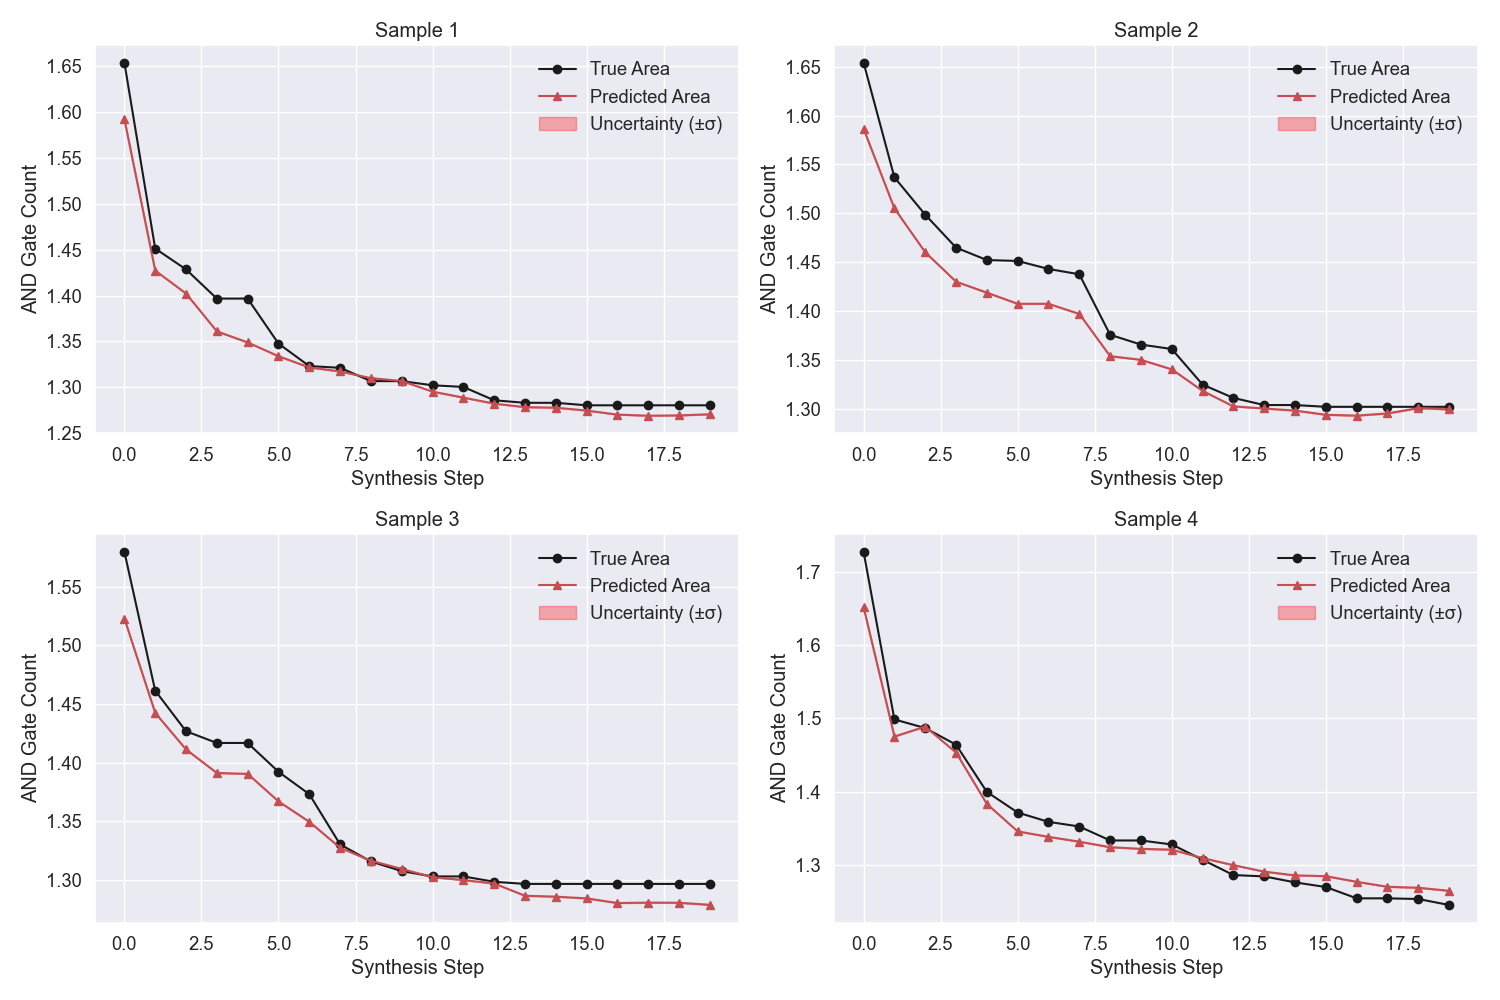 Sample 1
True Area
Predicted Area
Uncertainty (±σ)
AND Gate Count
1.65
1.60
1.55
1.50
1.45
1.40
1.35
1.30
1.25
0.0 2.5 5.0 7.5 10.0 12.5 15.0 17.5
Synthesis Step
Sample 2
True Area
Predicted Area
Uncertainty (±σ)
AND Gate Count
1.65
1.60
1.55
1.50
1.45
1.40
1.35
1.30
0.0 2.5 5.0 7.5 10.0 12.5 15.0 17.5
Synthesis Step
Sample 3
True Area
Predicted Area
Uncertainty (±σ)
AND Gate Count
1.55
1.50
1.45
1.40
1.35
1.30
0.0 2.5 5.0 7.5 10.0 12.5 15.0 17.5
Synthesis Step
Sample 4
True Area
Predicted Area
Uncertainty (±σ)
AND Gate Count
1.7
1.6
1.5
1.4
1.3
0.0 2.5 5.0 7.5 10.0 12.5 15.0 17.5
Synthesis Step